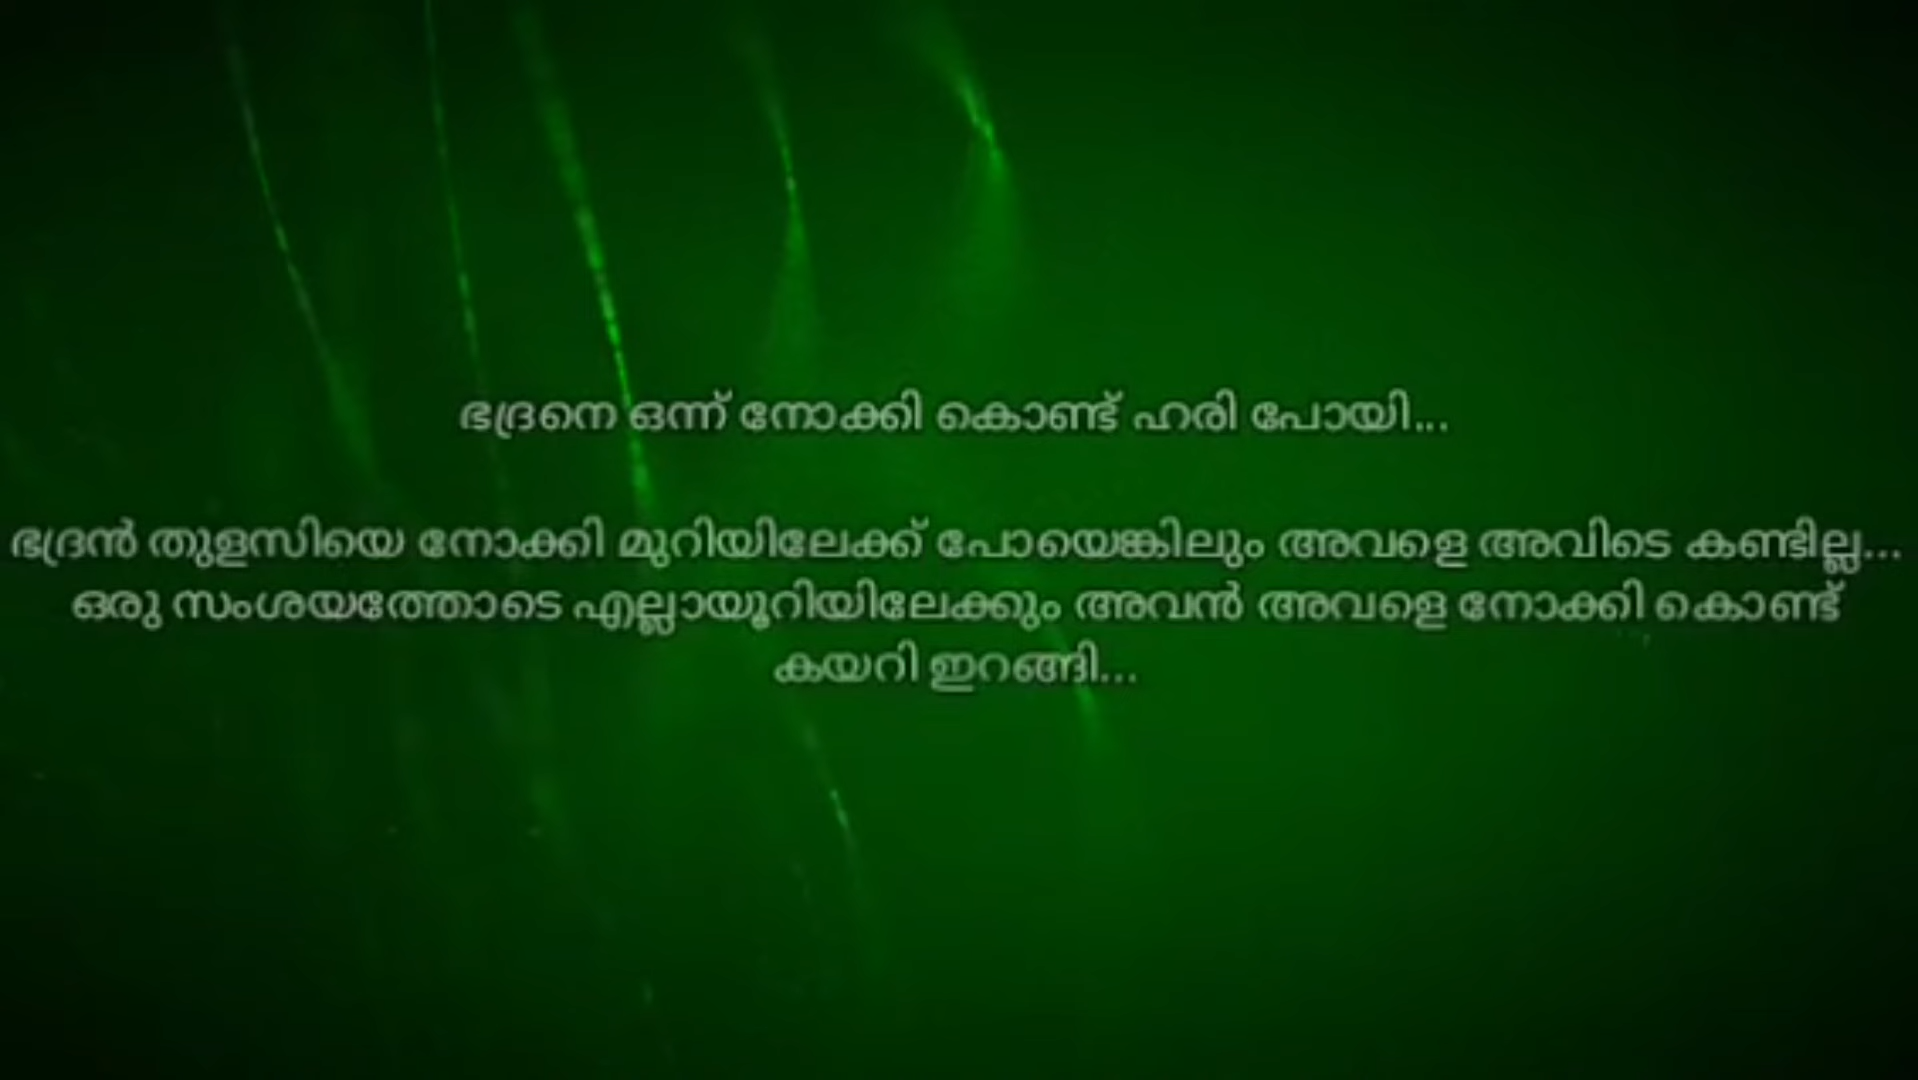 ഭദ്രനെ ഒന്ന് നോക്കി കൊണ്ട് ഹരി പോയി...
ഭദ്രൻ തുളസിയെ നോക്കി മുറിയിലേക്ക് പോയെങ്കിലും അവളെ അവിടെ കണ്ടില്ല...
ഒരു സംശയത്തോടെ എല്ലായൂറിയിലേക്കും അവൻ അവളെ നോക്കി കൊണ്ട്
കയറി ഇറങ്ങി...